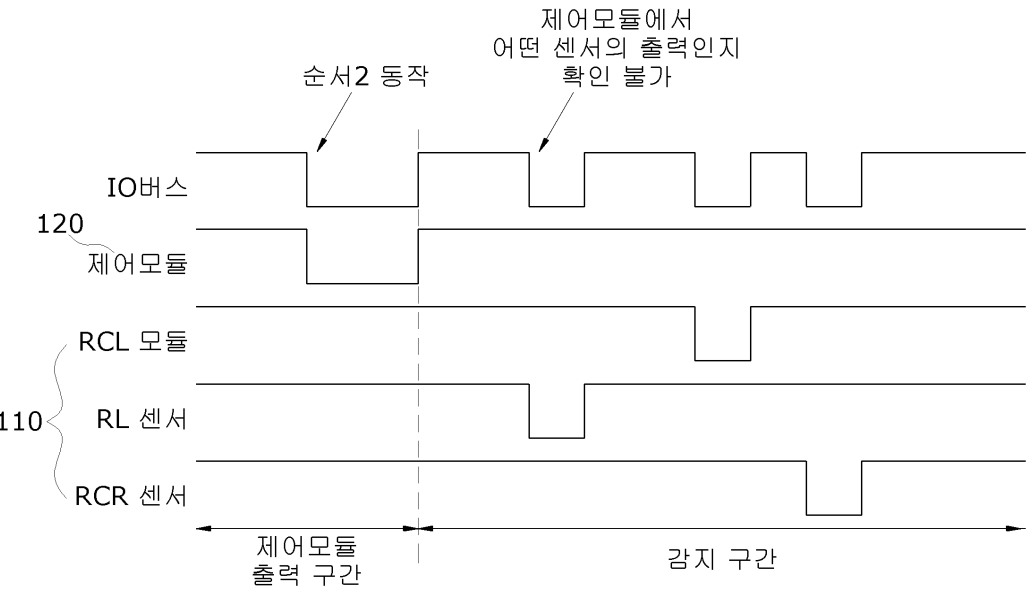 제어모듈에서
어떤 센서의 출력인지
확인 불가
순서2 동작
IO버스
120
제어모듈
RCL 모듈
RL 센서
110
RCR 센서
제어모듈
출력 구간
감지 구간